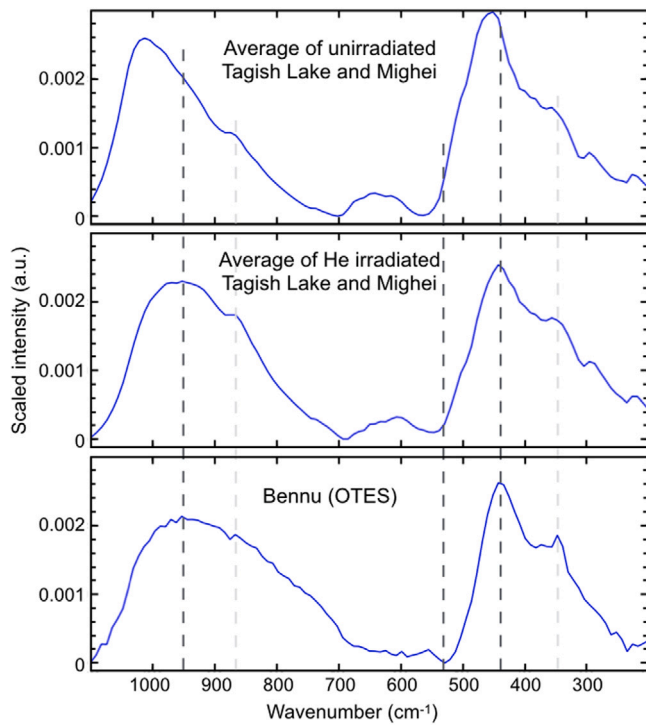 Average of unirradiated
Tagish Lake and Mighei
0.002
0.001
0
Average of He irradiated
Tagish Lake and Mighei
0.002
0.001
0
Scaled intensity (a.u.)
Bennu (OTES)
0.002
0.001
0
1000 900 800 700 600 500 400 300
Wavenumber (cm-1)